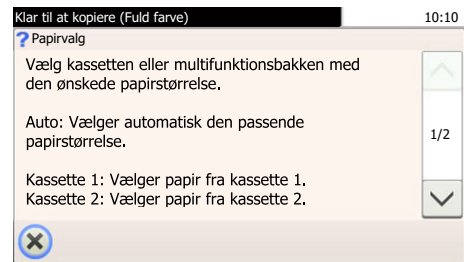 Klar til at kopiere (Fuld farve) 10:10
? Papirvalg
Vælg kassetten eller multifunktionsbakken med
den ønskede papirstørrelse.
Auto: Vælger automatisk den passende
papirstørrelse.
1/2
Kassette 1: Vælger papir fra kassette 1.
Kassette 2: Vælger papir fra kassette 2.